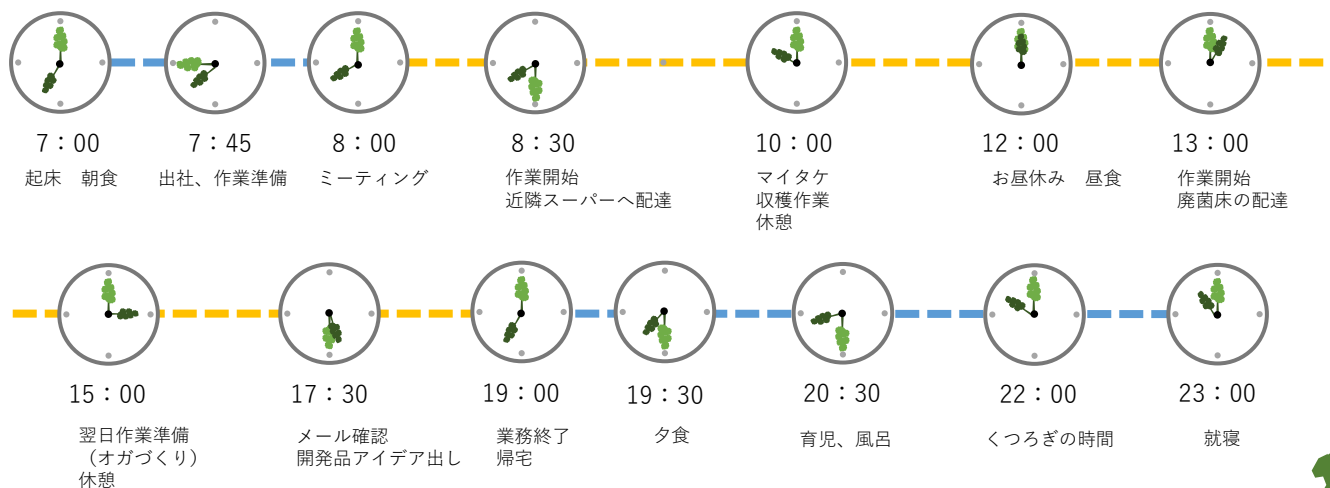 7：00
起床　朝食
7：45
出社、作業準備
8：00
ミーティング
8：30
作業開始
近隣スーパーへ配達
10：00
マイタケ
収穫作業
休憩
12：00
お昼休み　昼食
13：00
作業開始
廃菌床の配達
15：00
翌日作業準備
（オガづくり）
休憩
17：30
メール確認
開発品アイデア出し
19：00
業務終了
帰宅
19：30
夕食
20：30
育児、風呂
22：00
くつろぎの時間
23：00
就寝